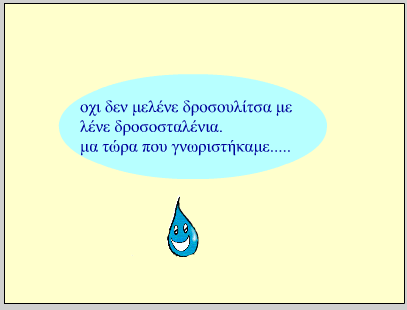 οχι δεν μελένε δροσουλίτσα με
λένε δροσοσταλένια.
μα τώρα που γνωριστήκαμε.....